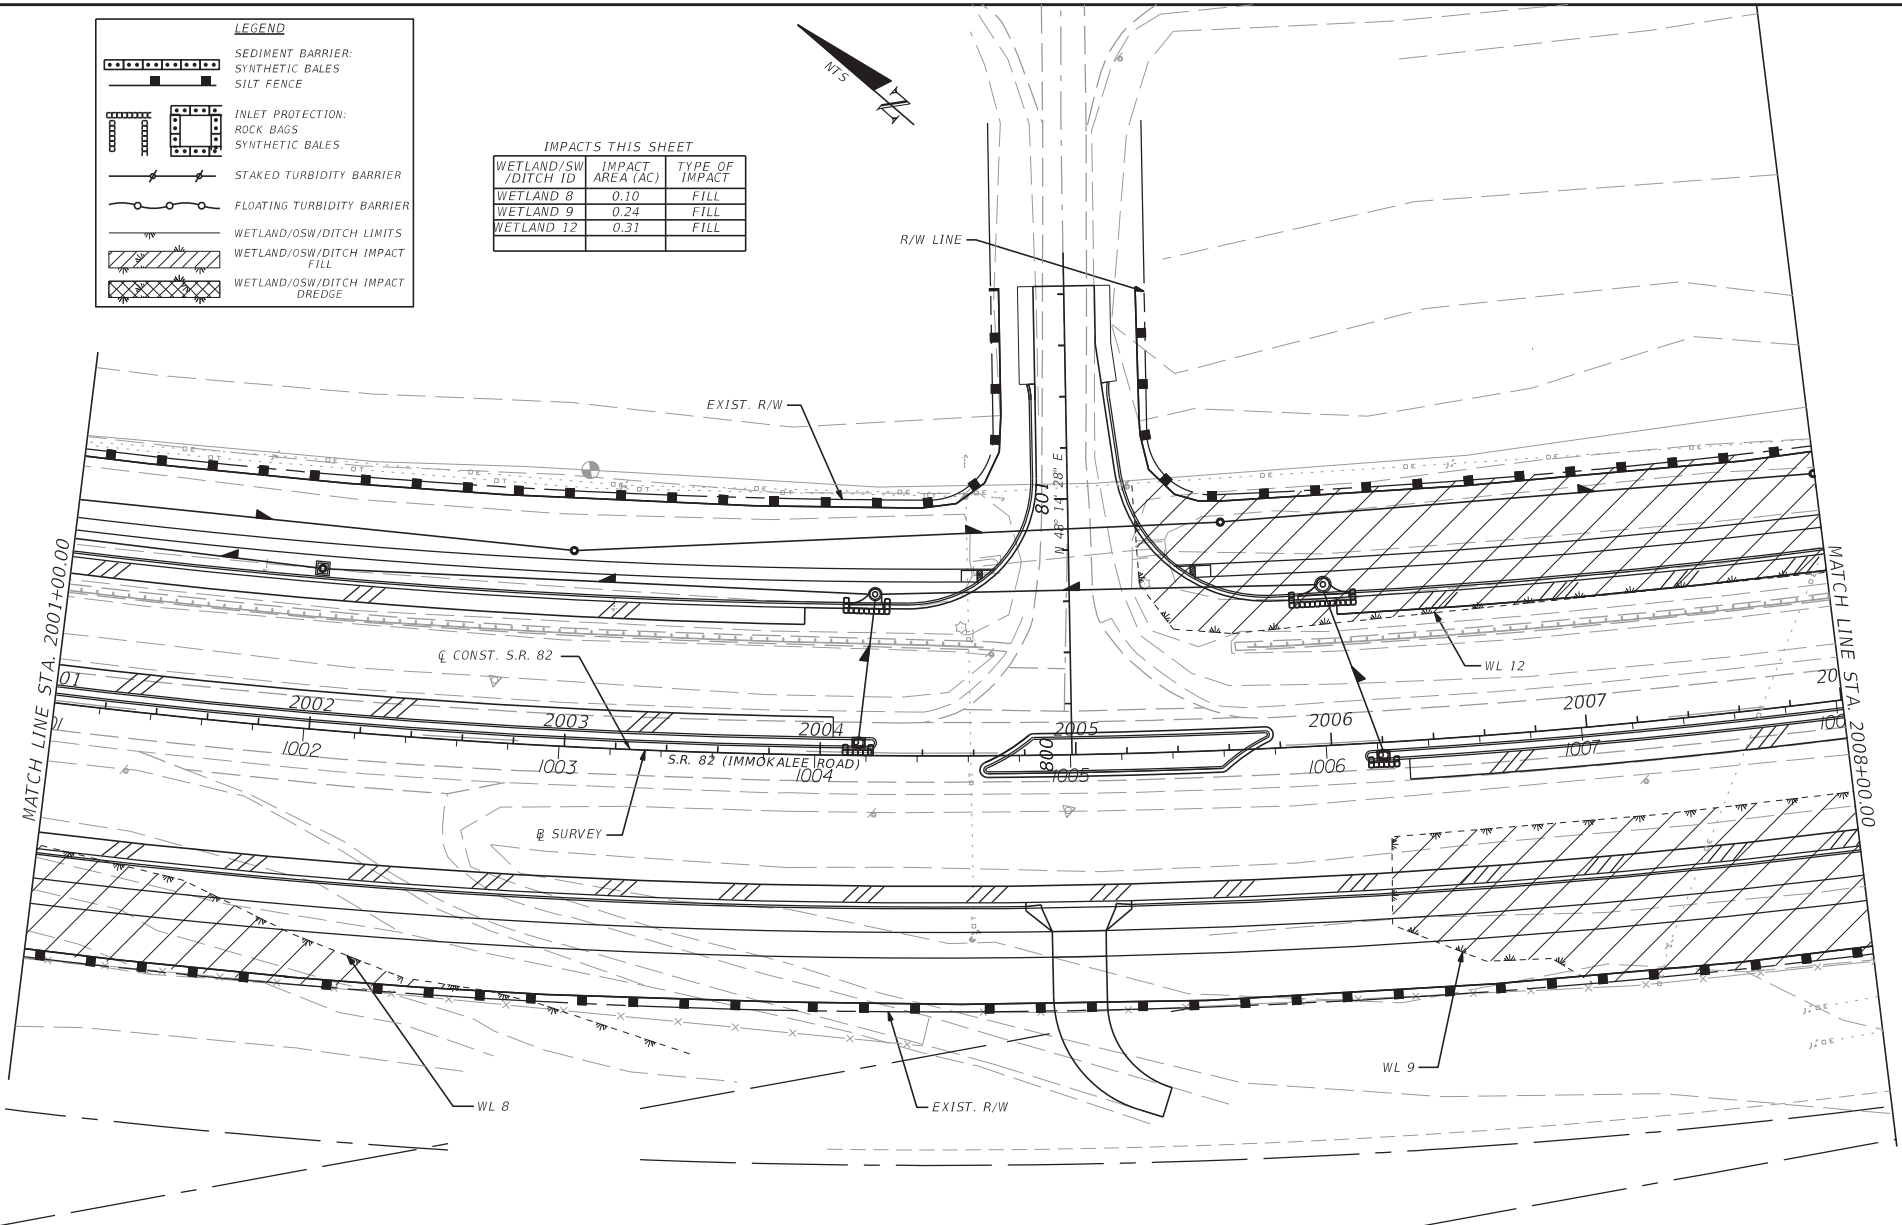 LEGEND
SEDIMENT BARRIER:
SYNTHETIC BALES
SILT FENCE
INLET PROTECTION:
ROCK BAGS
SYNTHETIC BALES
STAKED TURBIDITY BARRIER
FLOATING TURBIDITY BARRIER
WETLAND/OSW/DITCH LIMITS
WETLAND/OSW/DITCH IMPACT
FILL
WETLAND/OSW/DITCH IMPACT
DREDGE
NTS
N
IMPACTS THIS SHEET
WETLAND/SW /DITCH ID IMPACT AREA (AC) TYPE OF IMPACT
WETLAND 8 0.10 FILL
WETLAND 9 0.24 FILL
WETLAND 12 0.31 FILL
R/W LINE
EXIST. R/W
801
N 48° 14' 28" E
MATCH LINE STA. 2001+00.00
MATCH LINE STA. 2008+00.00
℄ CONST. S.R. 82
WL 12
01
2002
2003
2004
2005
2006
2007
20
1002
1003
1004
1005
1006
1007
100
800
S.R. 82 (IMMOKALEE ROAD)
BL SURVEY
WL 8
EXIST. R/W
WL 9